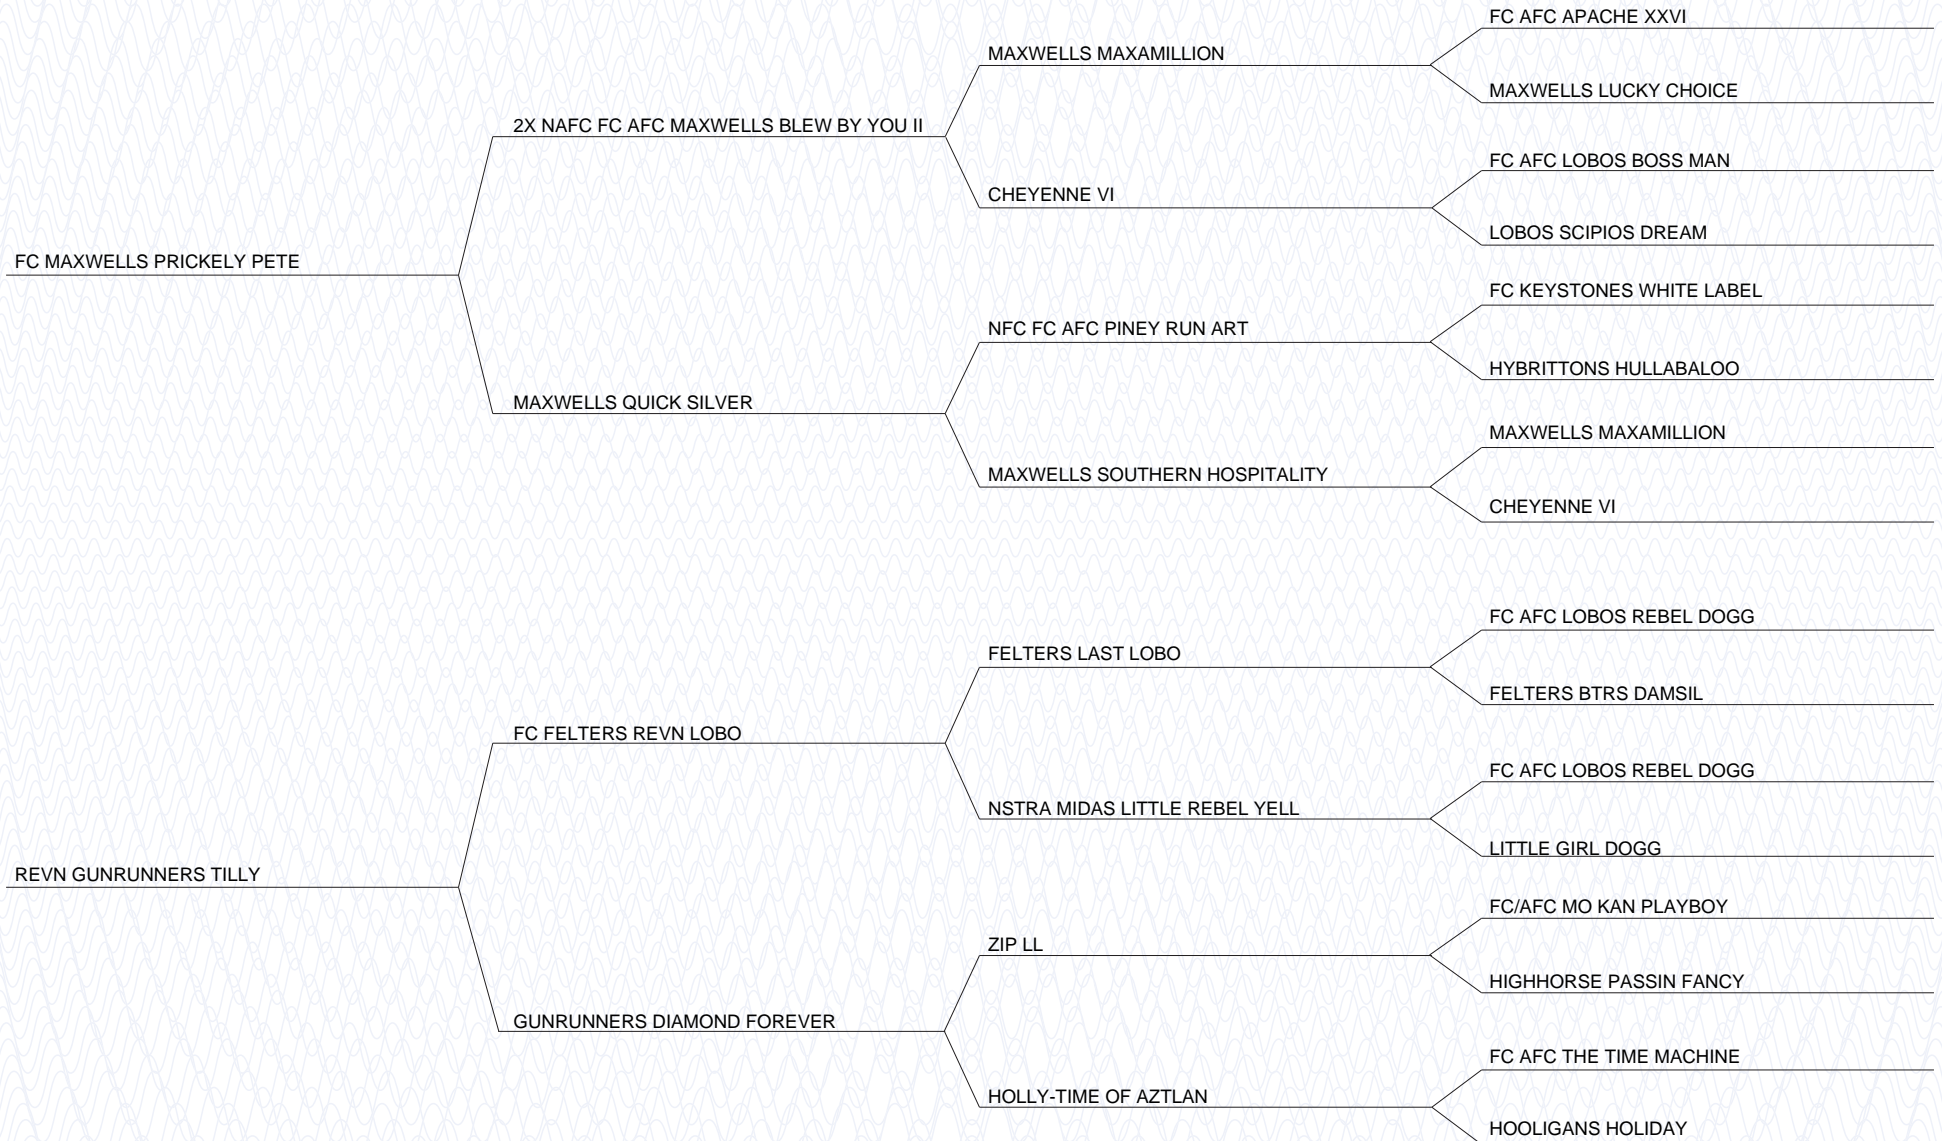 FC AFC APACHE XXVI
MAXWELLS MAXAMILLION
MAXWELLS LUCKY CHOICE
2X NAFC FC AFC MAXWELLS BLEW BY YOU II
FC AFC LOBOS BOSS MAN
CHEYENNE VI
LOBOS SCIPIOS DREAM
FC MAXWELLS PRICKELY PETE
FC KEYSTONES WHITE LABEL
NFC FC AFC PINEY RUN ART
HYBRITTONS HULLABALOO
MAXWELLS QUICK SILVER
MAXWELLS MAXAMILLION
MAXWELLS SOUTHERN HOSPITALITY
CHEYENNE VI
FC AFC LOBOS REBEL DOGG
FELTERS LAST LOBO
FELTERS BTRS DAMSIL
FC FELTERS REVN LOBO
FC AFC LOBOS REBEL DOGG
NSTRA MIDAS LITTLE REBEL YELL
LITTLE GIRL DOGG
REVN GUNRUNNERS TILLY
FC/AFC MO KAN PLAYBOY
ZIP LL
HIGHHORSE PASSIN FANCY
GUNRUNNERS DIAMOND FOREVER
FC AFC THE TIME MACHINE
HOLLY-TIME OF AZTLAN
HOOLIGANS HOLIDAY